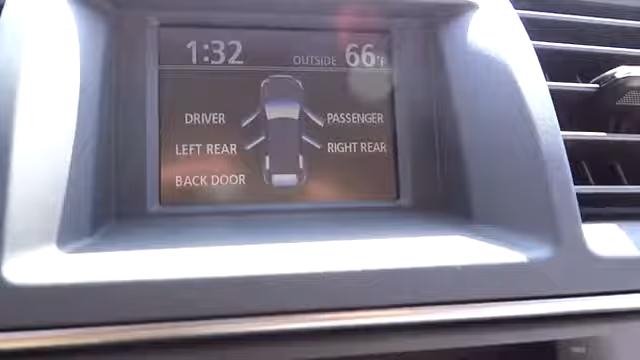 1:32 OUTSIDE 66°F
DRIVER PASSENGER
LEFT REAR RIGHT REAR
BACK DOOR